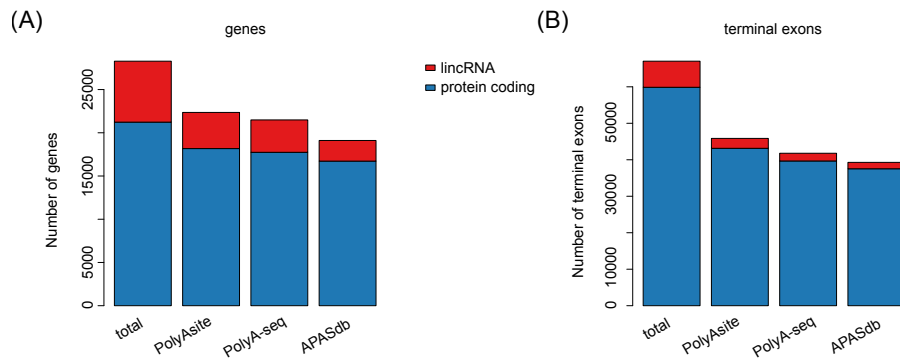 (A)
genes
Number of genes
25000
15000
5000
0
total
PolyAsite
PolyA-seq
APASdb
lincRNA
protein coding
(B)
terminal exons
Number of terminal exons
50000
30000
10000
0
total
PolyAsite
PolyA-seq
APASdb